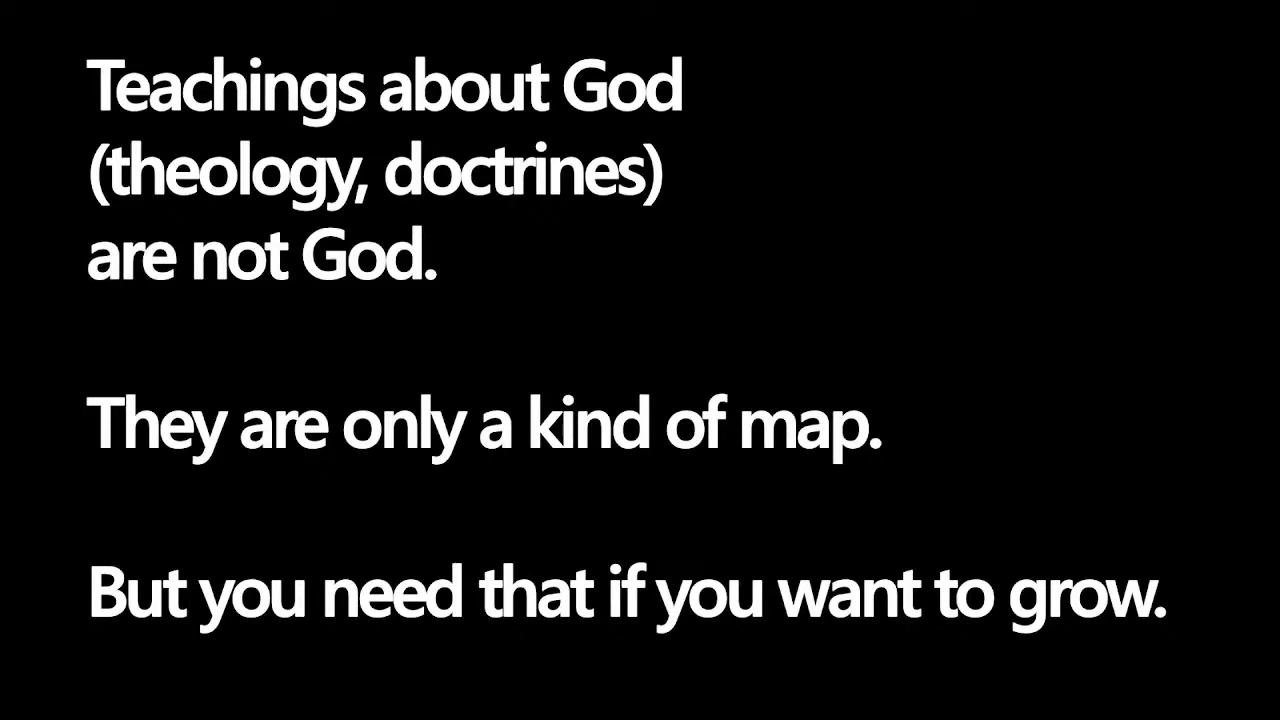 Teachings about God
(theology, doctrines)
are not God.
They are only a kind of map.
But you need that if you want to grow.